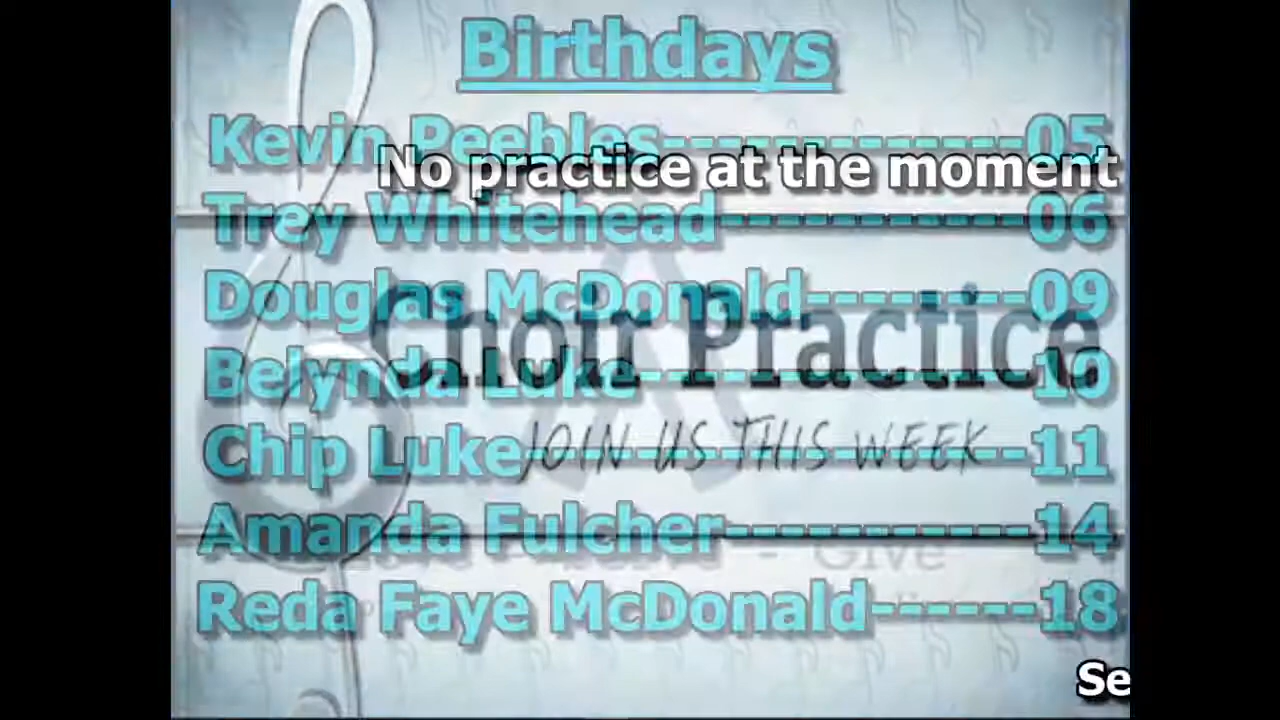 Birthdays
Kevin Peebles-------------05
No practice at the moment
Trey Whitehead-----------06
Douglas McDonald--------09
Choir Practice
Belynda Luke--------------10
Chip Luke------------------11
JOIN US THIS WEEK
Amanda Fulcher-----------14
- Give
Reda Faye McDonald------18
Se